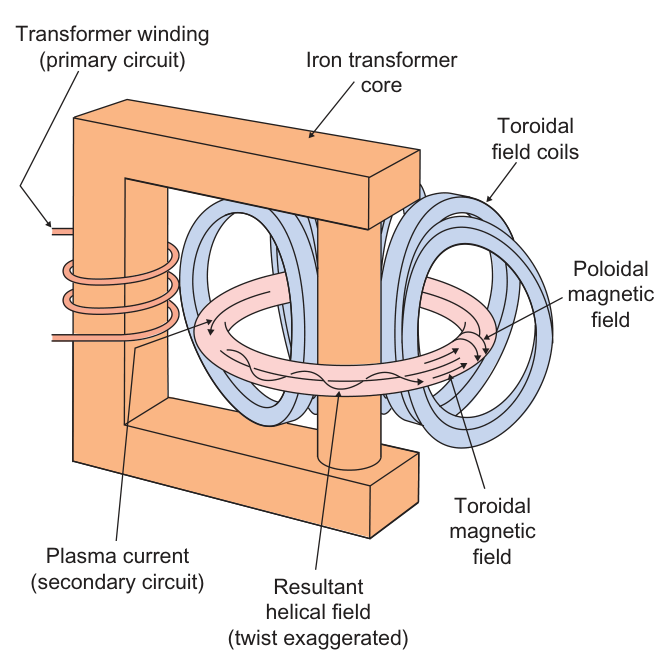 Transformer winding
(primary circuit)
Iron transformer
core
Toroidal
field coils
Poloidal
magnetic
field
Toroidal
magnetic
field
Plasma current
(secondary circuit)
Resultant
helical field
(twist exaggerated)